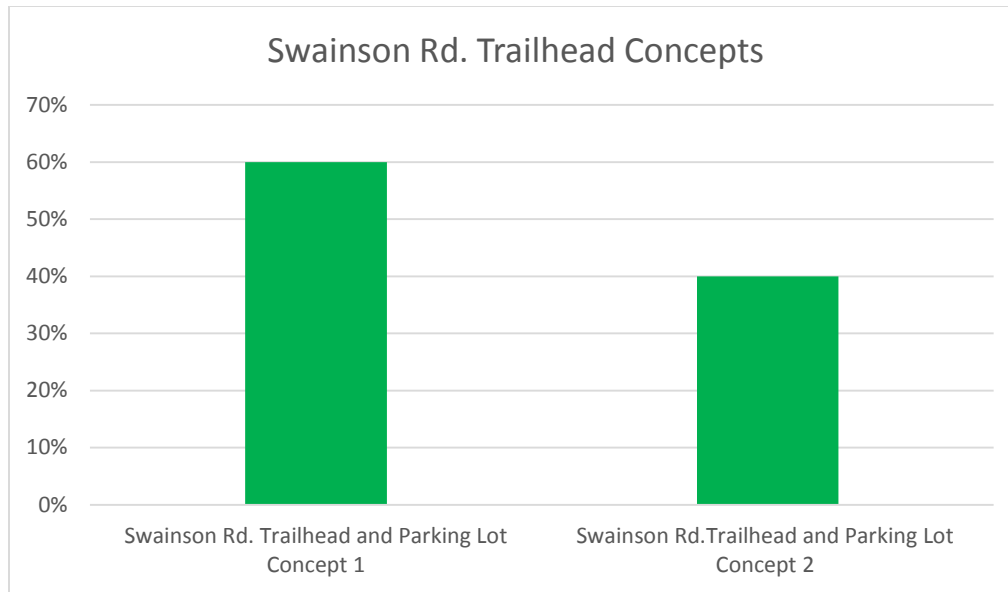 Swainson Rd. Trailhead Concepts
70%
60%
50%
40%
30%
20%
10%
0%
Swainson Rd. Trailhead and Parking Lot
Concept 1
Swainson Rd.Trailhead and Parking Lot
Concept 2